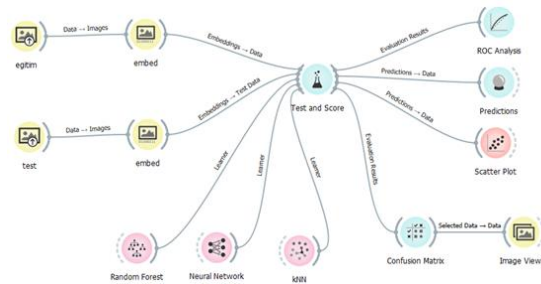 Data → Images
egitim
embed
Embeddings → Data
Evaluation Results
ROC Analysis
Predictions → Data
Predictions
Embeddings → Test Data
Test and Score
Predictions → Data
Data → Images
test
embed
Scatter Plot
Learner
Learner
Learner
Evaluation Results
Selected Data → Data
Random Forest
Neural Network
kNN
Confusion Matrix
Image View